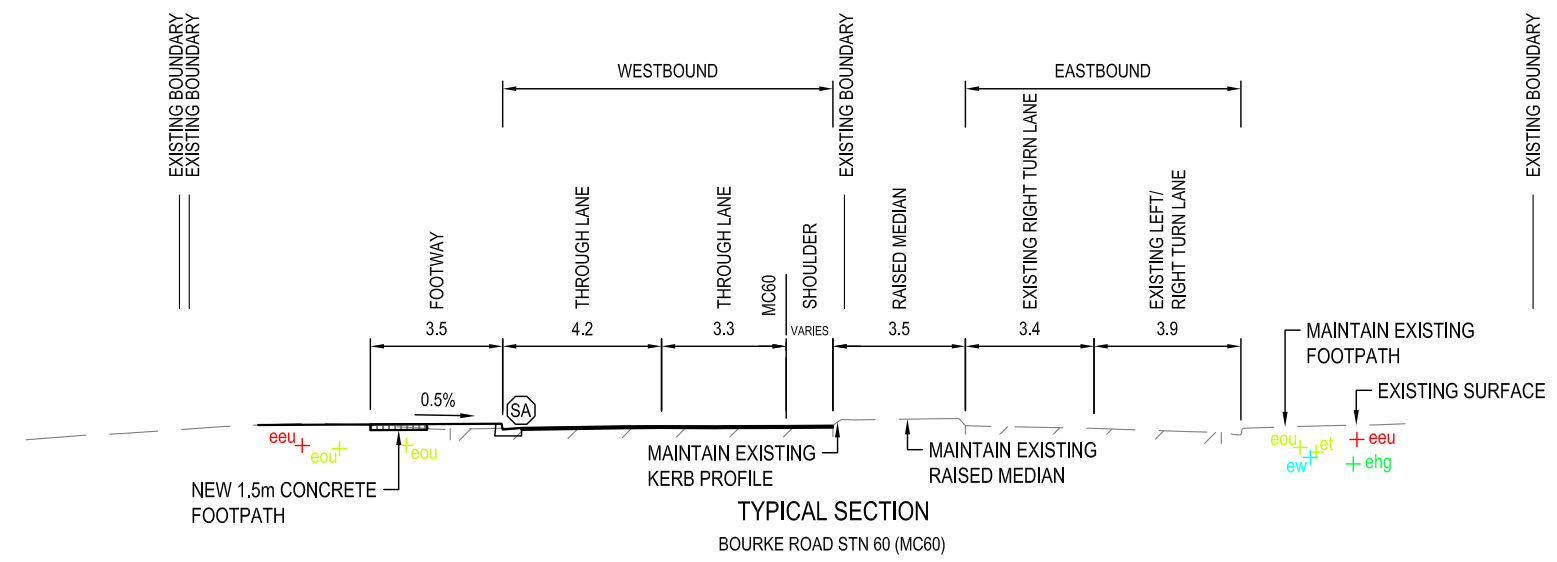 EXISTING BOUNDARY
EXISTING BOUNDARY
WESTBOUND
EXISTING BOUNDARY
EASTBOUND
EXISTING BOUNDARY
FOOTWAY
THROUGH LANE
THROUGH LANE
MC60
SHOULDER
RAISED MEDIAN
EXISTING RIGHT TURN LANE
EXISTING LEFT/
RIGHT TURN LANE
3.5
4.2
3.3
VARIES
3.5
3.4
3.9
0.5%
SA
MAINTAIN EXISTING
FOOTPATH
EXISTING SURFACE
eeu
eou
eou
eou
et
ew
eeu
ehg
NEW 1.5m CONCRETE
FOOTPATH
MAINTAIN EXISTING
KERB PROFILE
MAINTAIN EXISTING
RAISED MEDIAN
TYPICAL SECTION
BOURKE ROAD STN 60 (MC60)